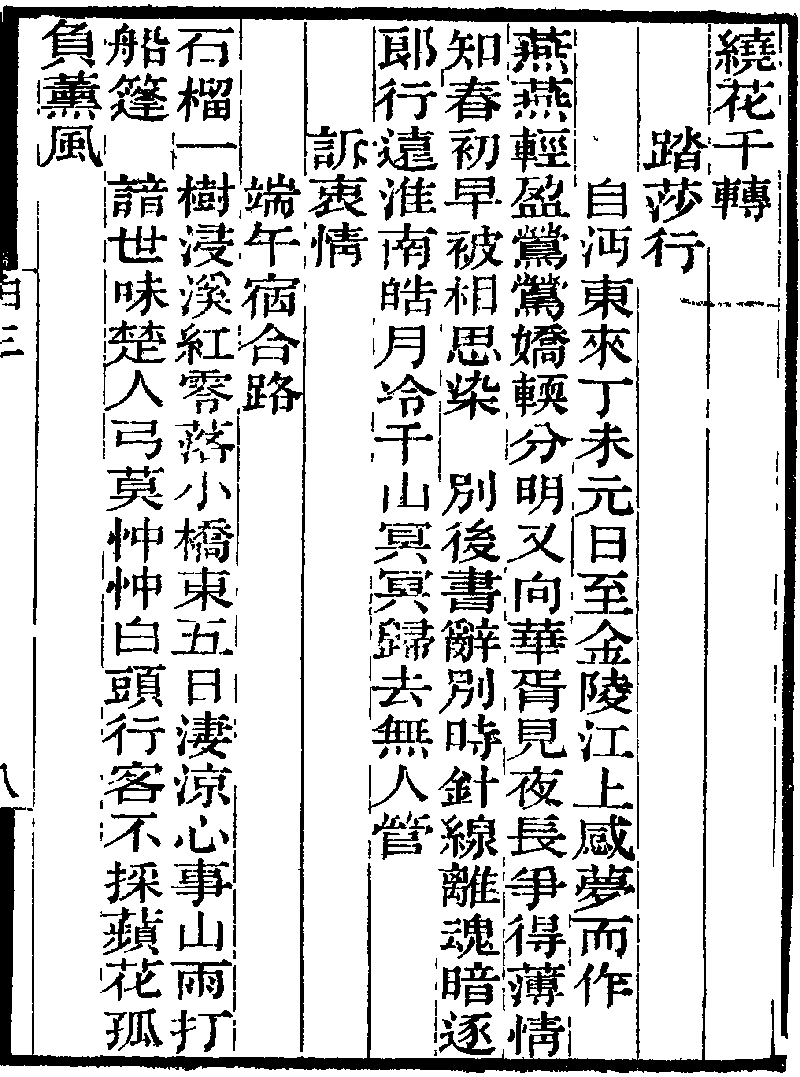 繞花千轉
踏莎行
自沔東來丁未元日至金陵江上感夢而作
燕燕輕盈鶯鶯嬌輭分明又向華胥見夜長爭得薄情
知春初早被相思染　別後書辭別時針線離魂暗逐
郎行遠淮南皓月冷千山冥冥歸去無人管
訴衷情
端午宿合路
石榴一樹浸溪紅零落小橋東五日淒涼心事山雨打
船篷　諳世味楚人弓莫忡忡白頭行客不採蘋花孤
負薰風
八